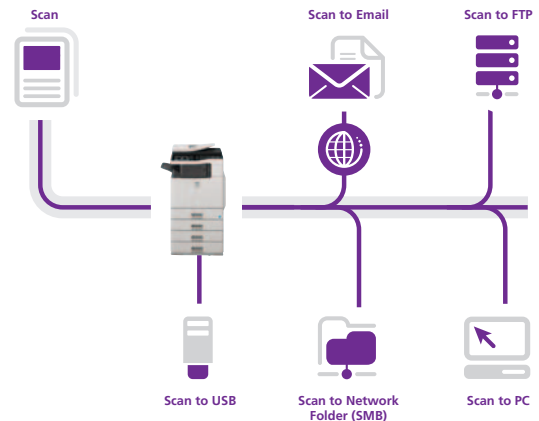 Scan
Scan to Email
Scan to FTP
Scan to USB
Scan to Network
Folder (SMB)
Scan to PC